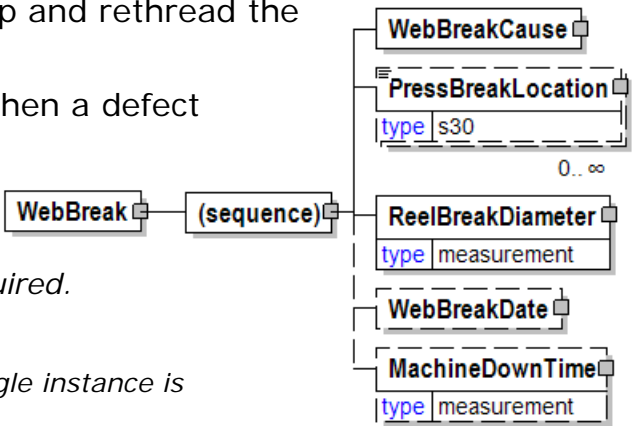 p and rethread the
hen a defect
uired.
gle instance is
WebBreak
(sequence)
WebBreakCause
PressBreakLocation
type s30
0.. ∞
ReelBreakDiameter
type measurement
WebBreakDate
MachineDownTime
type measurement